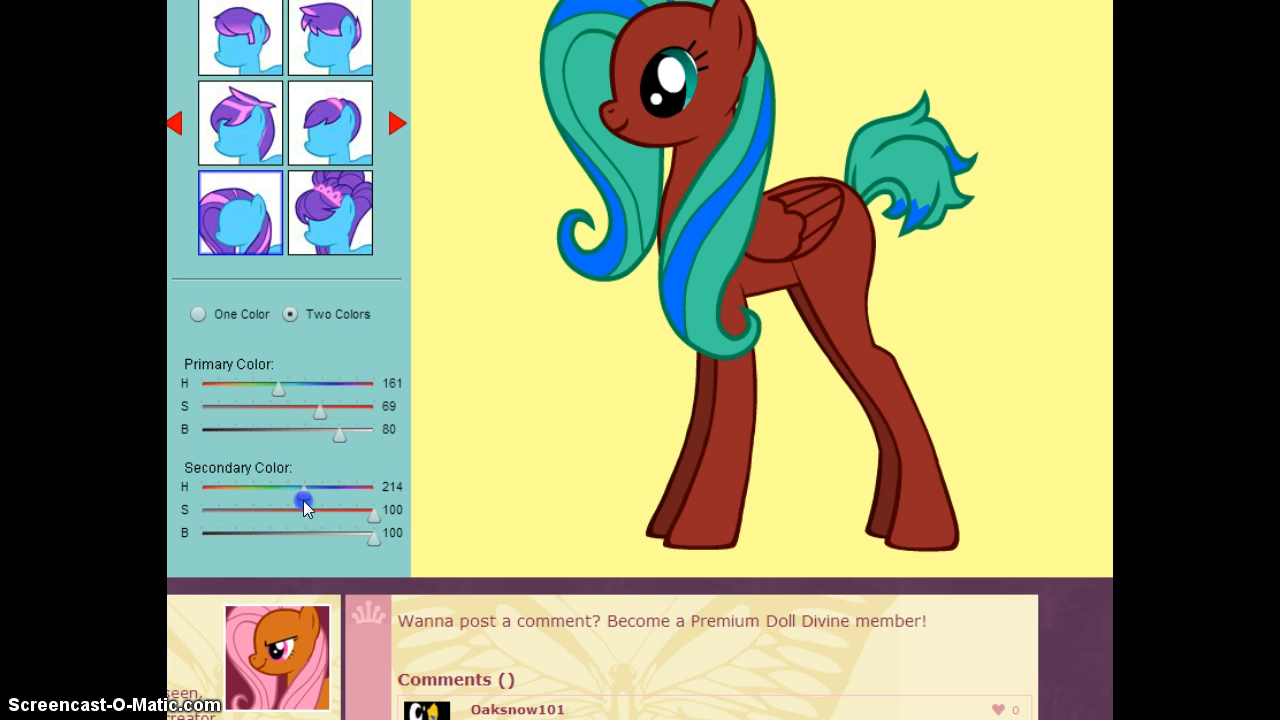 One Color
Two Colors
Primary Color:
H 161
S 69
B 80
Secondary Color:
H 214
S 100
B 100
Wanna post a comment? Become a Premium Doll Divine member!
Comments ()
Oaksnow101
0
seen,
creator
Screencast-O-Matic.com